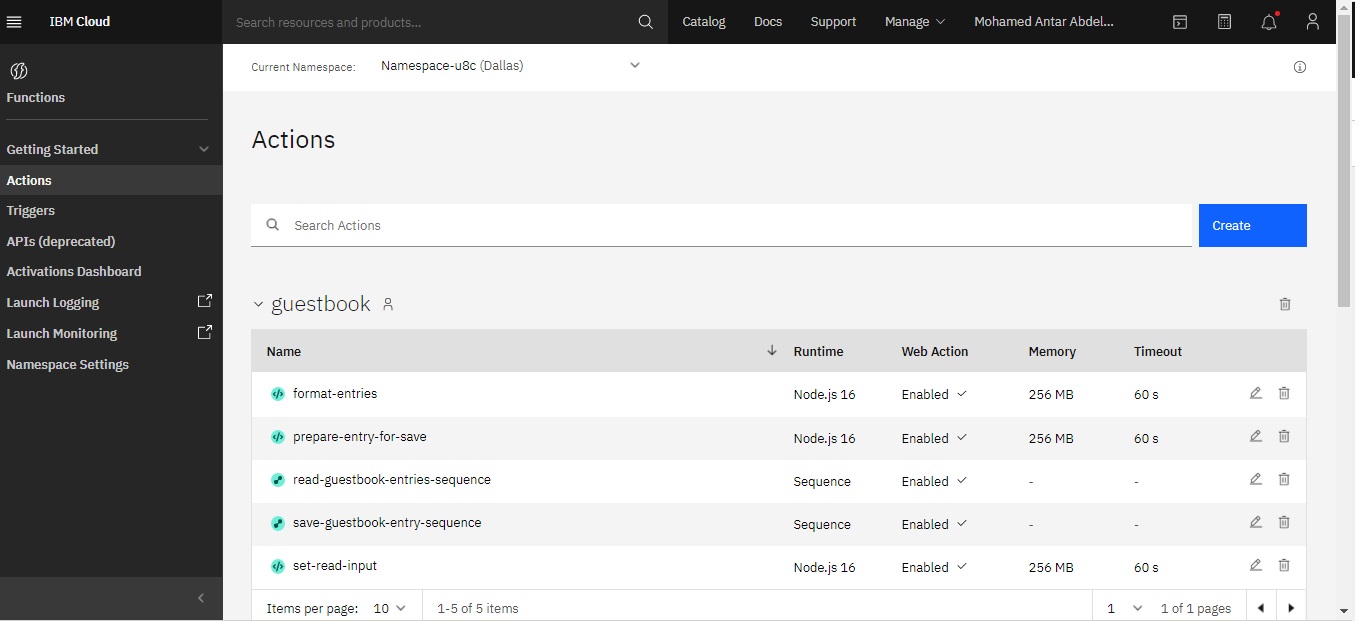 IBM Cloud
Search resources and products...
Catalog
Docs
Support
Manage
Mohamed Antar Abdel...
Functions
Getting Started
Actions
Triggers
APIs (deprecated)
Activations Dashboard
Launch Logging
Launch Monitoring
Namespace Settings
Current Namespace: Namespace-u8c (Dallas)
Actions
Search Actions
Create
guestbook
Name Runtime Web Action Memory Timeout
format-entries Node.js 16 Enabled 256 MB 60 s
prepare-entry-for-save Node.js 16 Enabled 256 MB 60 s
read-guestbook-entries-sequence Sequence Enabled - -
save-guestbook-entry-sequence Sequence Enabled - -
set-read-input Node.js 16 Enabled 256 MB 60 s
Items per page: 10 1-5 of 5 items 1 1 of 1 pages